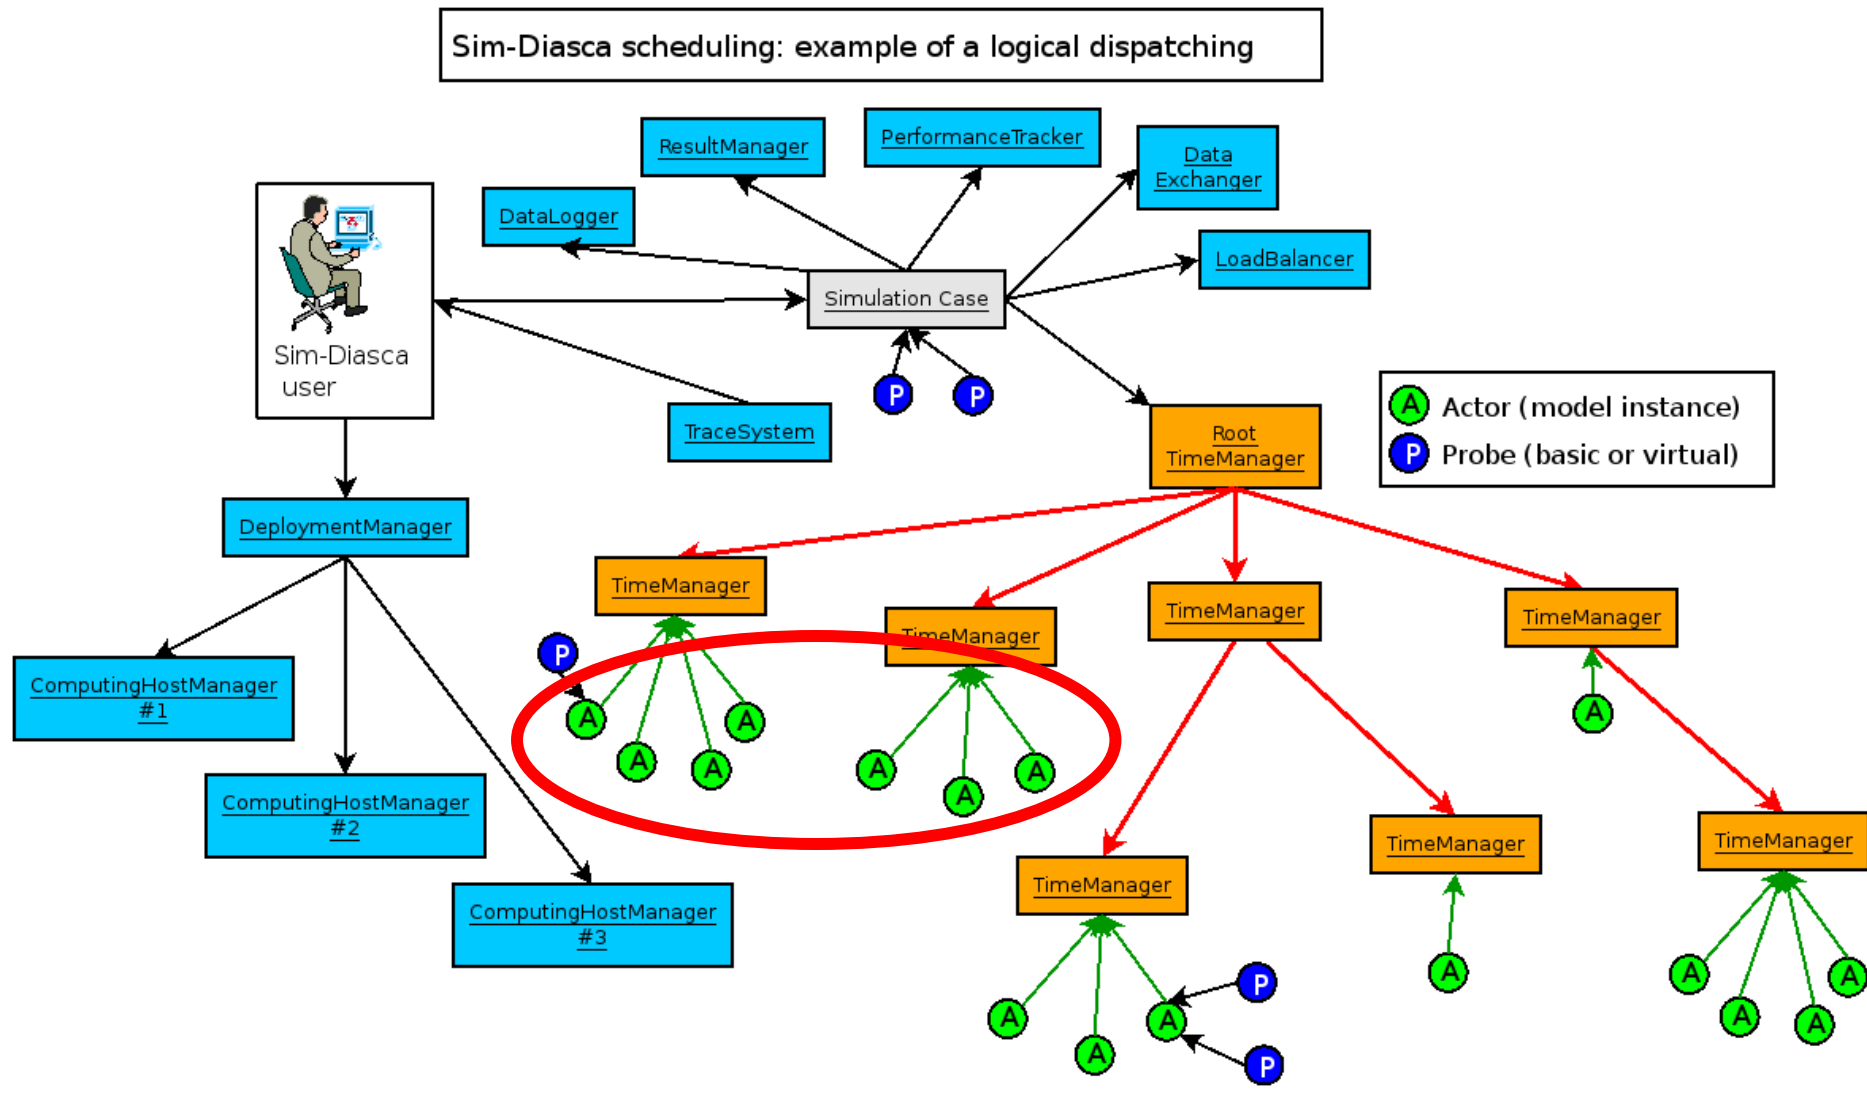 Sim-Diasca scheduling: example of a logical dispatching
ResultManager
PerformanceTracker
Data
Exchanger
DataLogger
LoadBalancer
Simulation Case
Sim-Diasca
user
P
P
TraceSystem
Root
TimeManager
A Actor (model instance)
P Probe (basic or virtual)
DeploymentManager
TimeManager
TimeManager
TimeManager
TimeManager
P
A
A
A
A
A
A
A
A
ComputingHostManager
#1
ComputingHostManager
#2
ComputingHostManager
#3
TimeManager
TimeManager
TimeManager
A
A
A
P
P
A
A
A
A
A